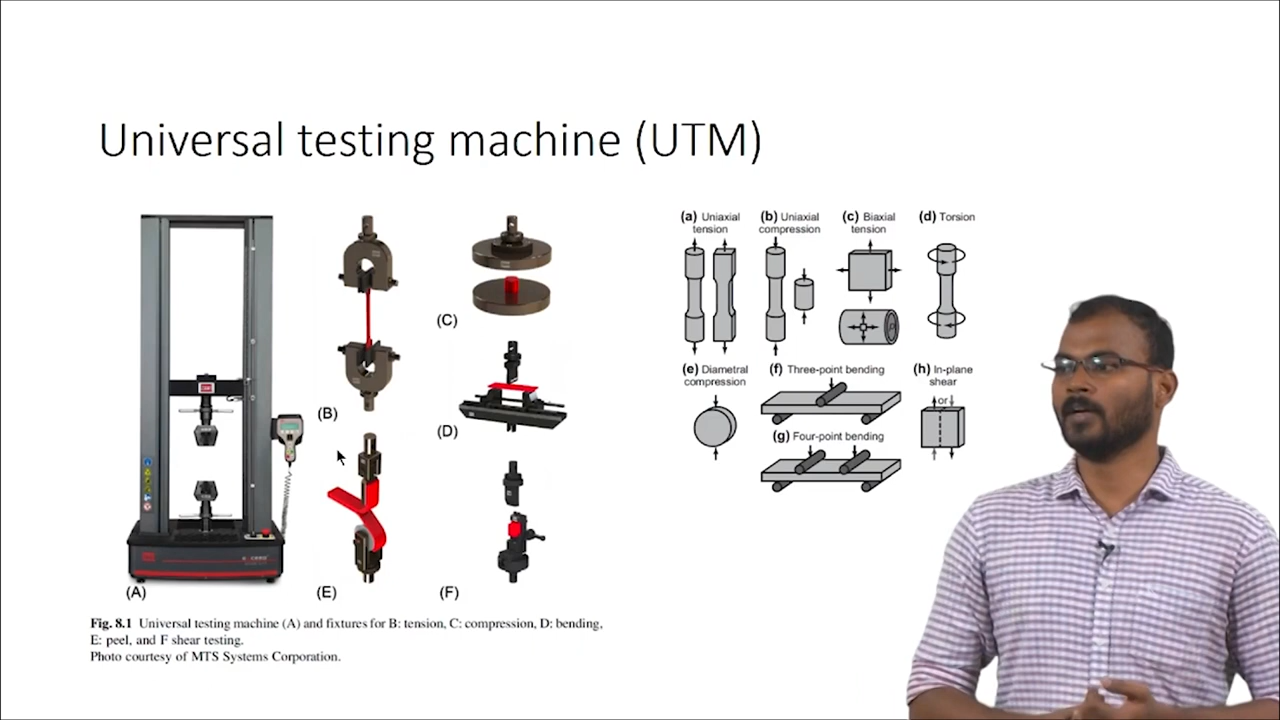 Universal testing machine (UTM)
(A)
(B)
(C)
(D)
(E)
(F)
Fig. 8.1 Universal testing machine (A) and fixtures for B: tension, C: compression, D: bending,
E: peel, and F shear testing.
Photo courtesy of MTS Systems Corporation.
(a) Uniaxial
tension
(b) Uniaxial
compression
(c) Biaxial
tension
(d) Torsion
(e) Diametral
compression
(f) Three-point bending
(g) Four-point bending
(h) In-plane
shear
or